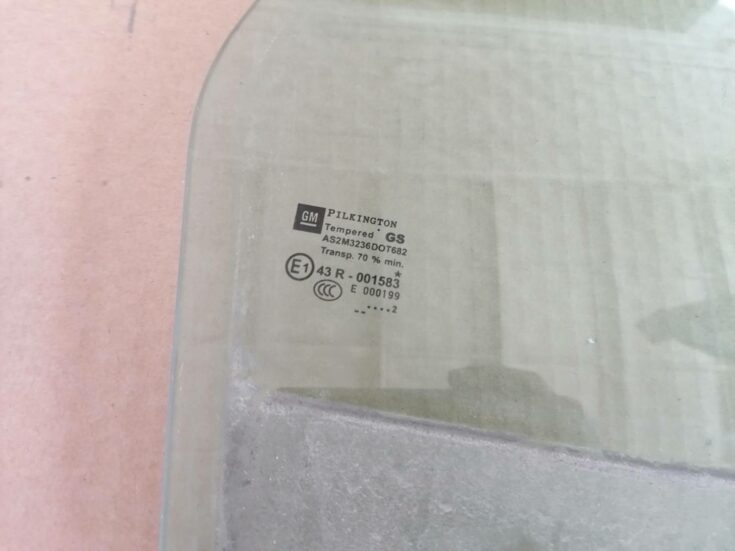 GM PILKINGTON
Tempered GS
AS2M3236DOT682
Transp. 70 % min.
E1 43 R - 001583
CCC E 000199
-- ····2